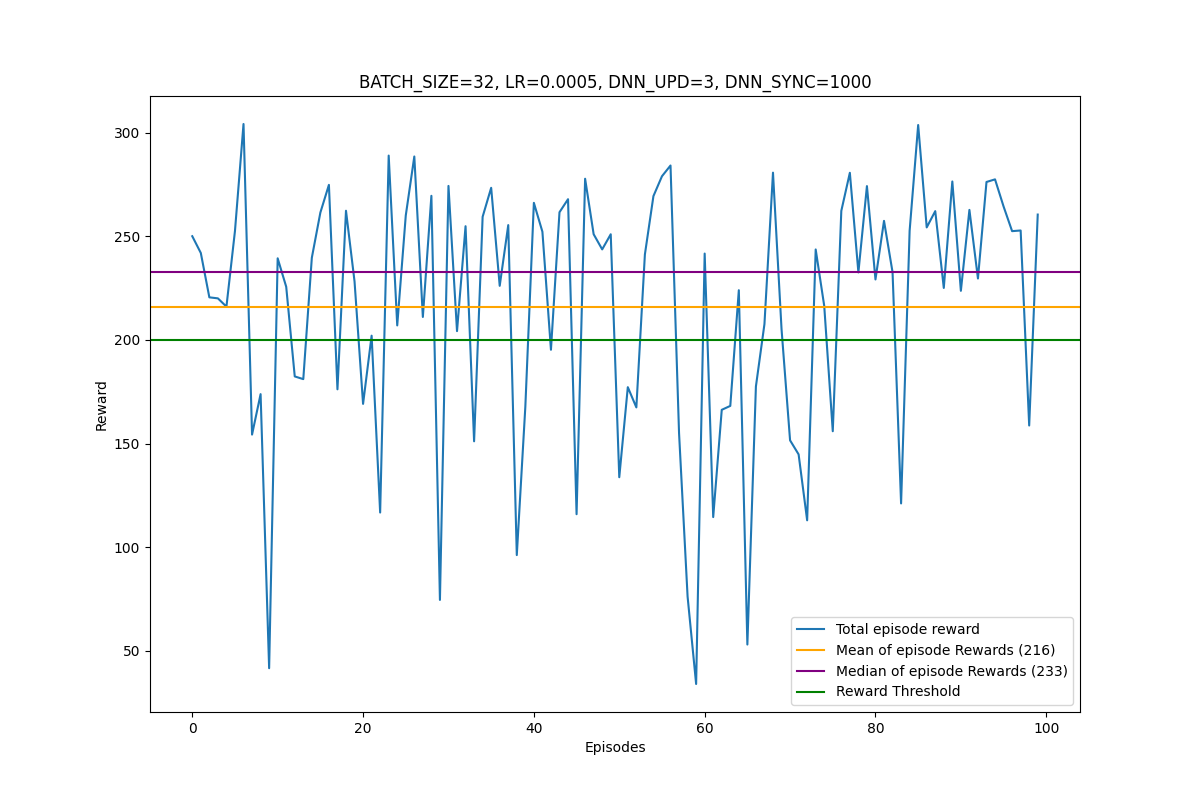 BATCH_SIZE=32, LR=0.0005, DNN_UPD=3, DNN_SYNC=1000
300
250
200
150
100
50
Reward
0
20
40
60
80
100
Episodes
Total episode reward
Mean of episode Rewards (216)
Median of episode Rewards (233)
Reward Threshold